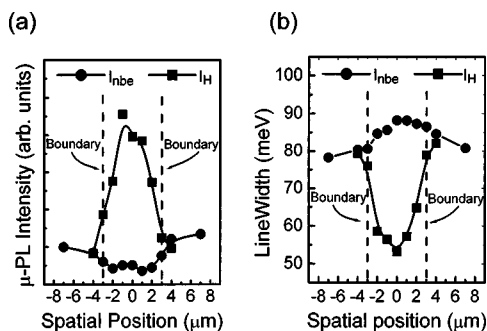 (a)
I_nbe I_H
Boundary
Boundary
μ-PL Intensity (arb. units)
-8 -6 -4 -2 0 2 4 6 8
Spatial Position (μm)
(b)
I_nbe I_H
100
90
80
70
60
50
Boundary
Boundary
LineWidth (meV)
-8 -6 -4 -2 0 2 4 6 8
Spatial position (μm)